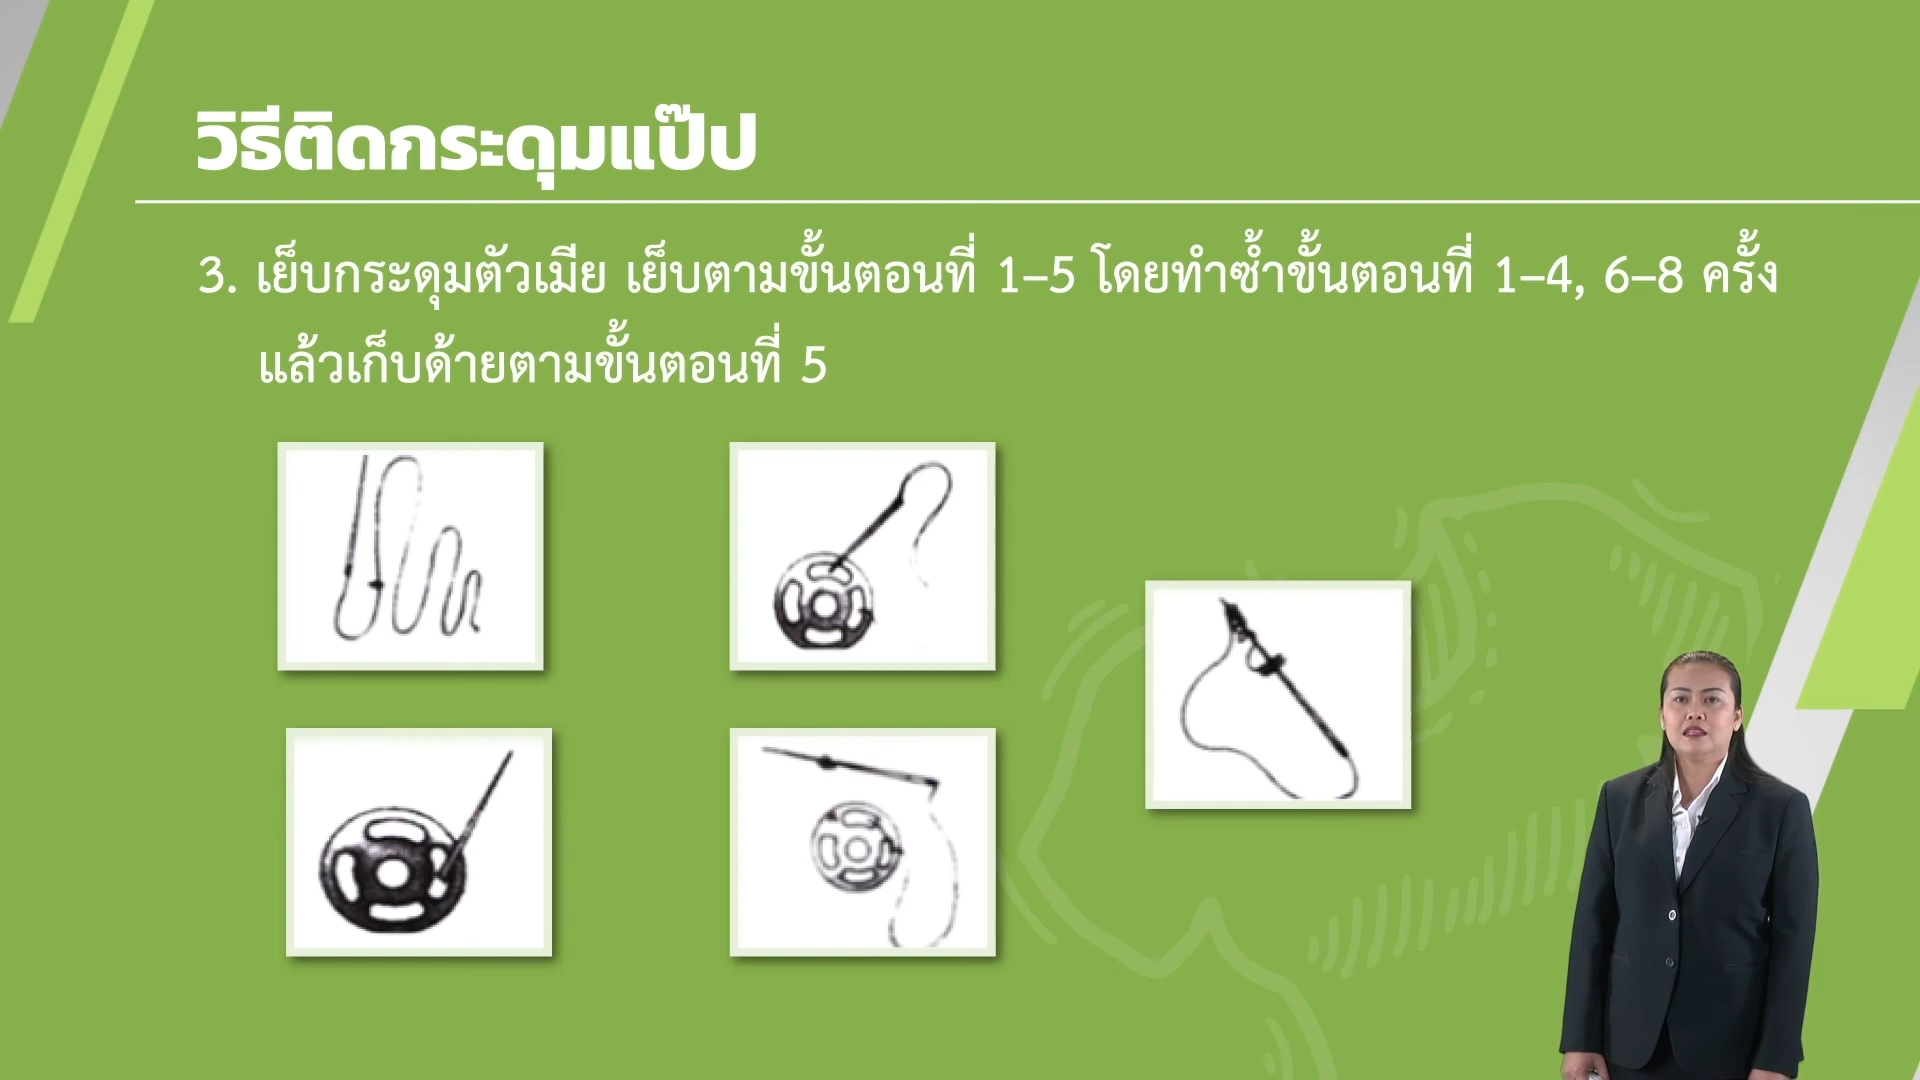 วิธีติดกระดุมแป๊ป
3. เย็บกระดุมตัวเมีย เย็บตามขั้นตอนที่ 1–5 โดยทำซ้ำขั้นตอนที่ 1–4, 6–8 ครั้ง
แล้วเก็บด้ายตามขั้นตอนที่ 5